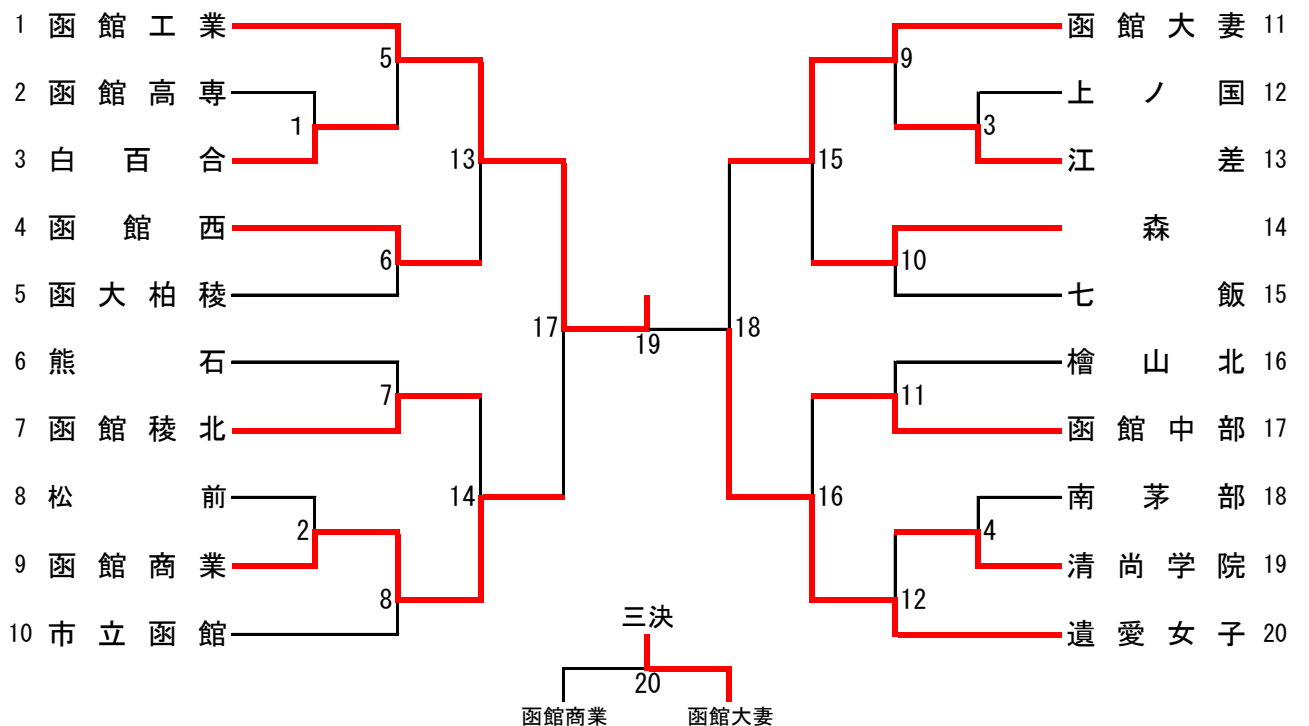 1 函館工業
2 函館高専
3 白百合
4 函館西
5 函大柏稜
6 熊石
7 函館稜北
8 松前
9 函館商業
10 市立函館
函館大妻 11
上ノ国 12
江差 13
森 14
七飯 15
檜山北 16
函館中部 17
南茅部 18
清尚学院 19
遺愛女子 20
5
1
13
6
17
7
14
2
8
9
3
15
10
18
11
16
4
12
19
三決
20
函館商業 函館大妻